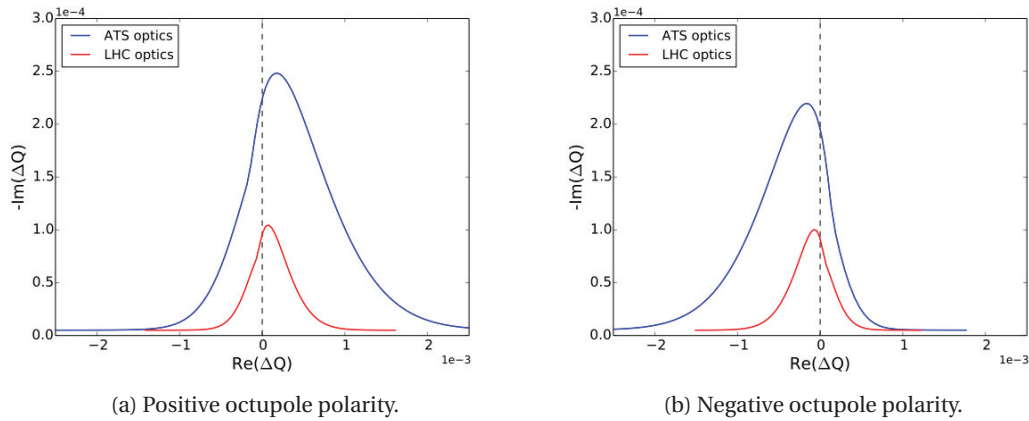 1e−4
3.0
2.5
2.0
1.5
1.0
0.5
0.0
−2
−1
0
1
2
1e−3
-Im(ΔQ)
Re(ΔQ)
ATS optics
LHC optics
(a) Positive octupole polarity.
1e−4
3.0
2.5
2.0
1.5
1.0
0.5
0.0
−2
−1
0
1
2
1e−3
-Im(ΔQ)
Re(ΔQ)
ATS optics
LHC optics
(b) Negative octupole polarity.